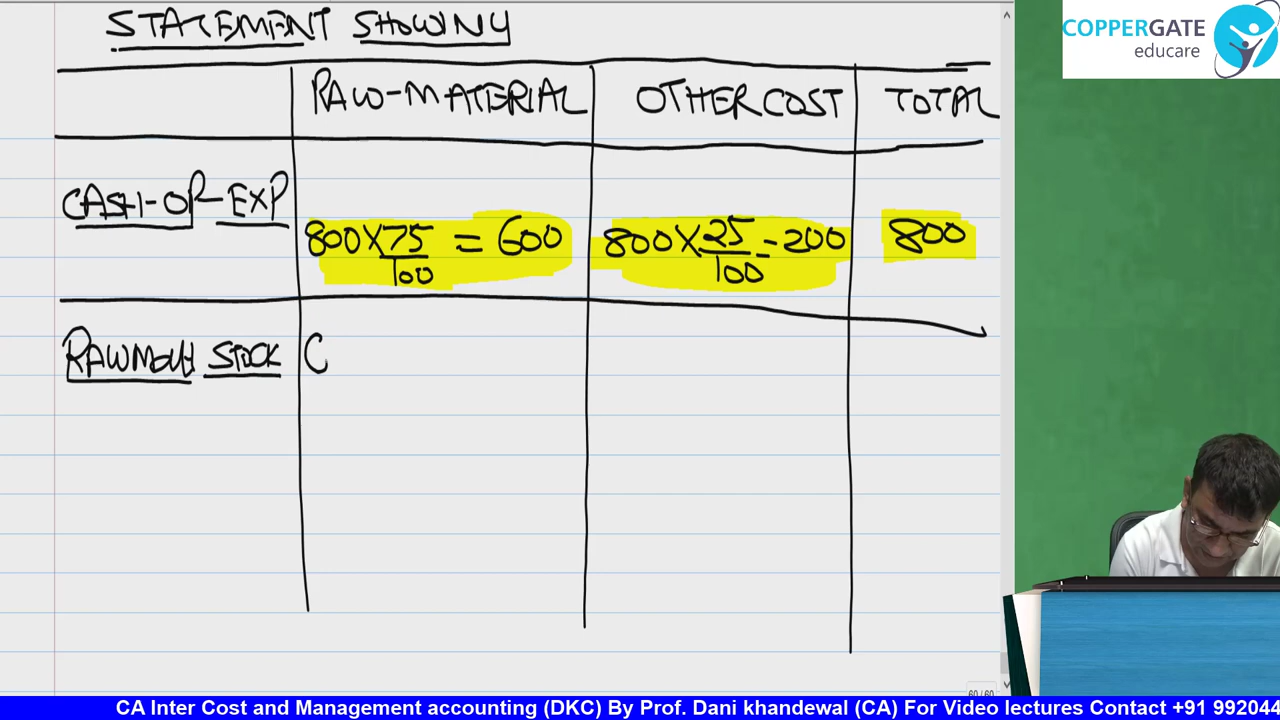 STATEMENT SHOWING
RAW-MATERIAL OTHER COST TOTAL
CASH-OP-EXP
800 × 75/100 = 600 800 × 25/100 = 200 800
STOCK C
COPPERGATE
educare
60/60
CA Inter Cost and Management accounting (DKC) By Prof. Dani khandewal (CA) For Video lectures Contact +91 992044